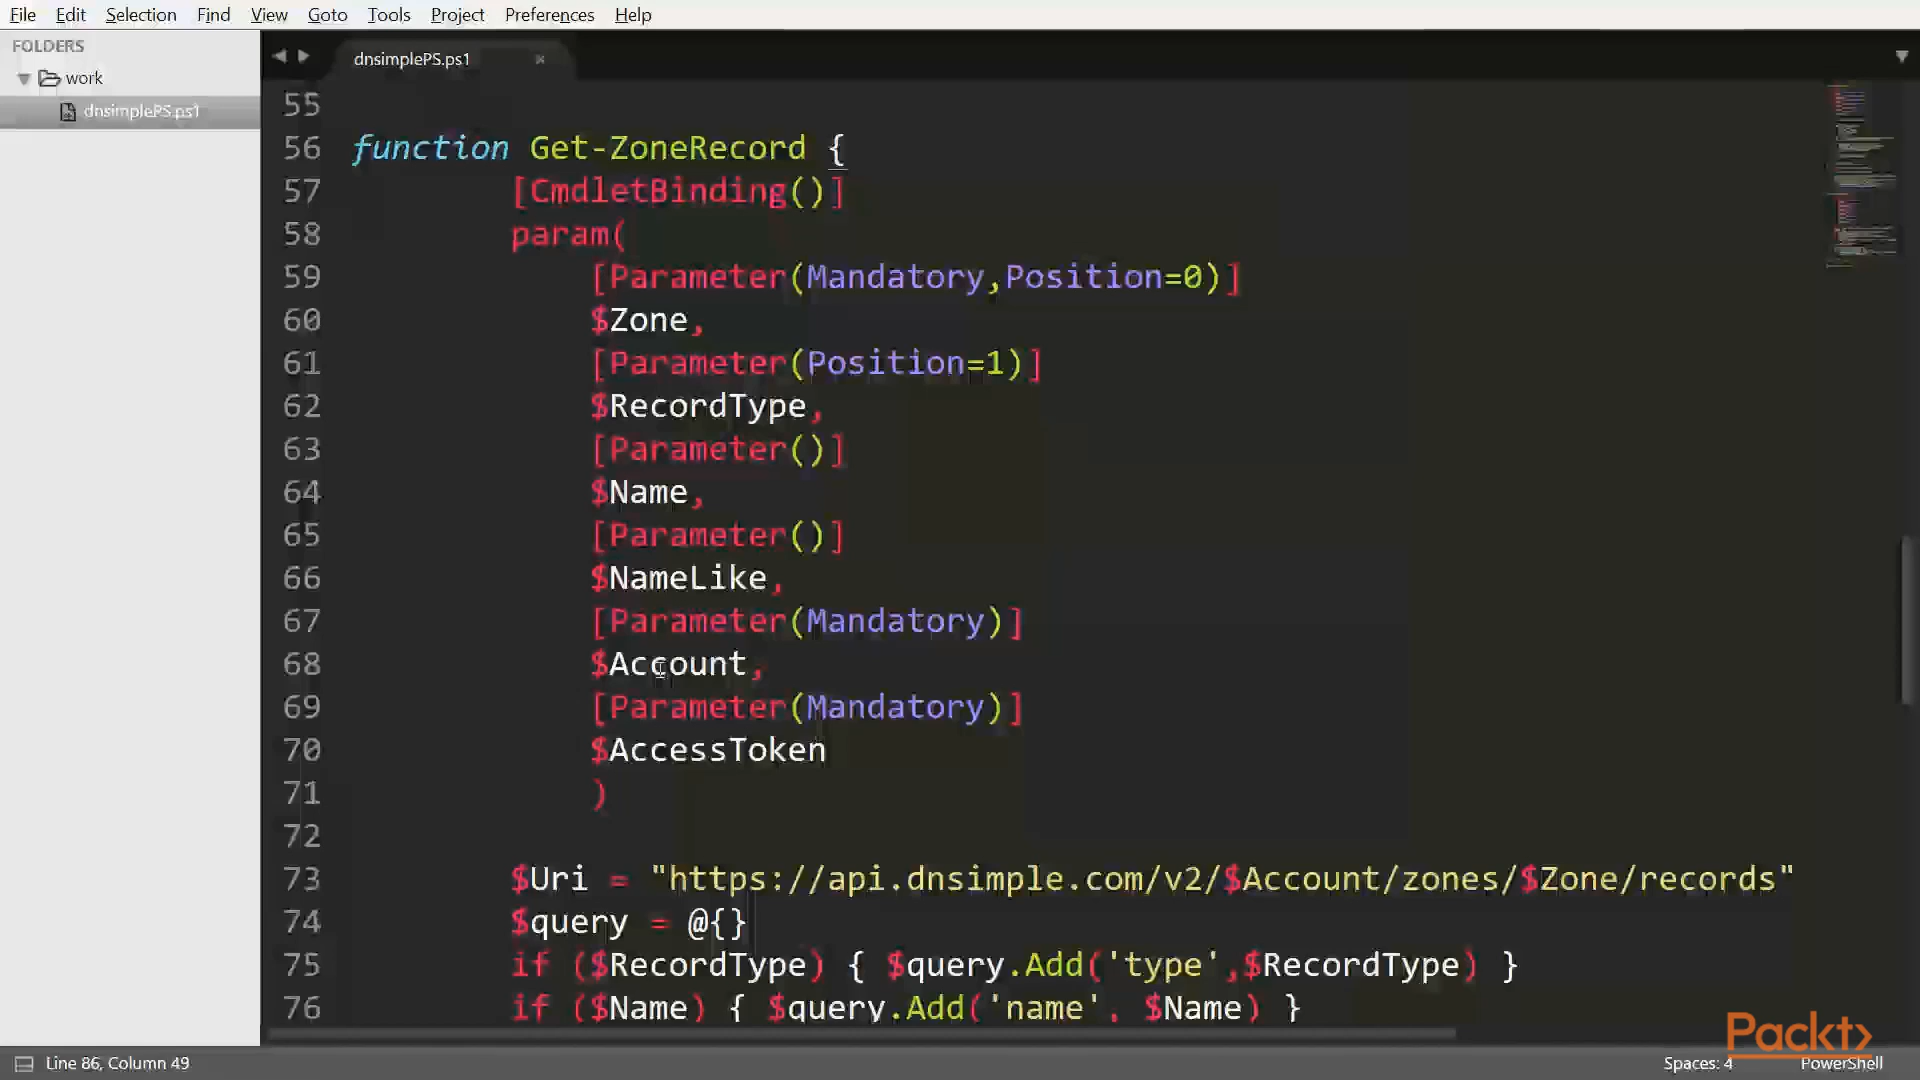 File Edit Selection Find View Goto Tools Project Preferences Help
FOLDERS
work
dnsimplePS.ps1
dnsimplePS.ps1
55
56 function Get-ZoneRecord {
57 [CmdletBinding()]
58 param(
59 [Parameter(Mandatory,Position=0)]
60 $Zone,
61 [Parameter(Position=1)]
62 $RecordType,
63 [Parameter()]
64 $Name,
65 [Parameter()]
66 $NameLike,
67 [Parameter(Mandatory)]
68 $Account,
69 [Parameter(Mandatory)]
70 $AccessToken
71 )
72
73 $Uri = "https://api.dnsimple.com/v2/$Account/zones/$Zone/records"
74 $query = @{}
75 if ($RecordType) { $query.Add('type',$RecordType) }
76 if ($Name) { $query.Add('name', $Name) }
Packt>
Line 86, Column 49
Spaces: 4
PowerShell